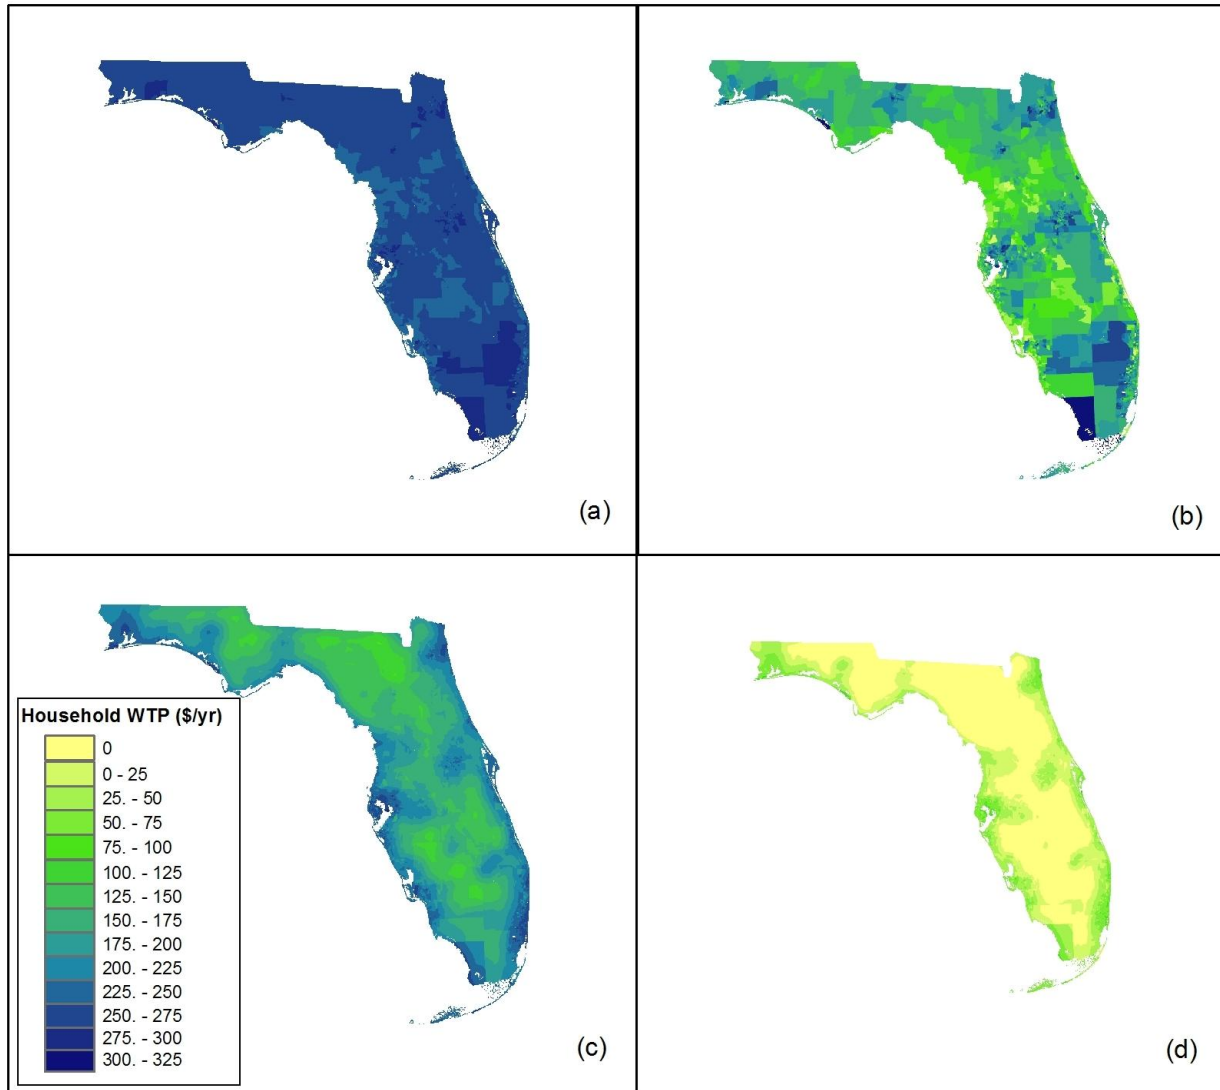 (a)
(b)
Household WTP ($/yr)
0
0 - 25
25. - 50
50. - 75
75. - 100
100. - 125
125. - 150
150. - 175
175. - 200
200. - 225
225. - 250
250. - 275
275. - 300
300. - 325
(c)
(d)